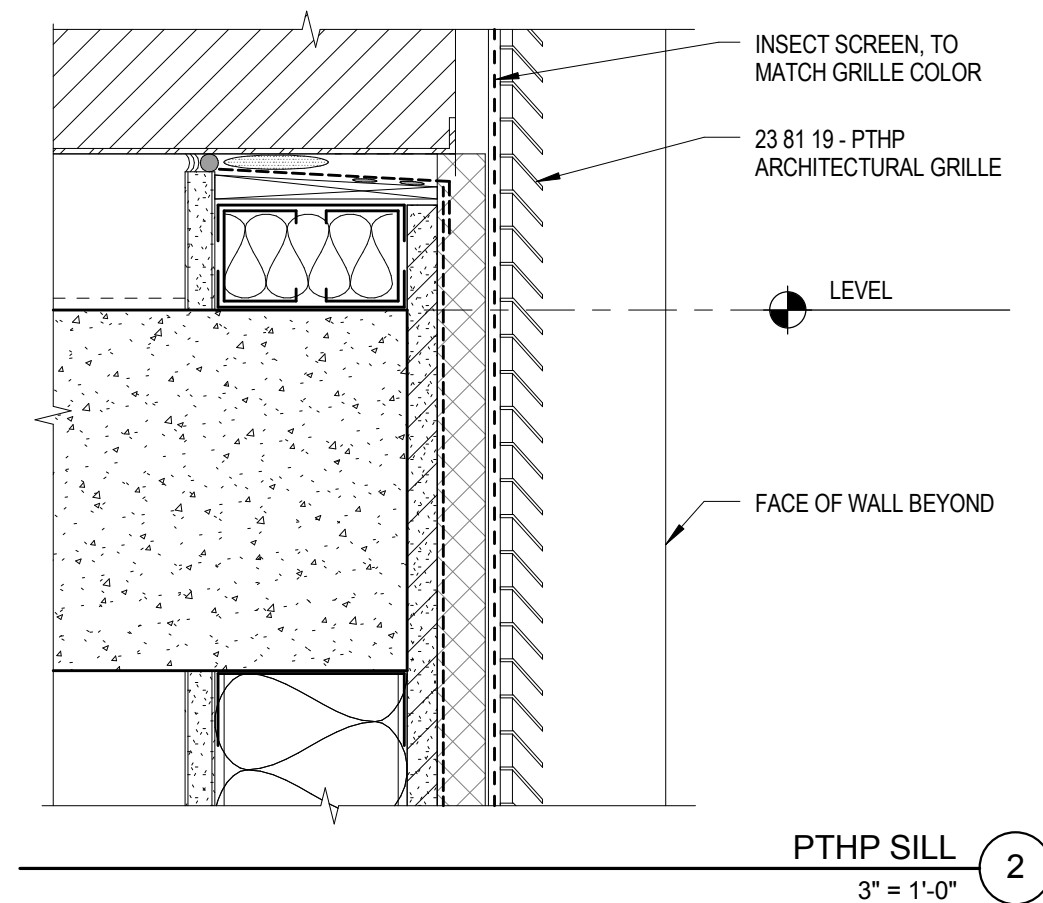 INSECT SCREEN, TO
MATCH GRILLE COLOR
23 81 19 - PTHP
ARCHITECTURAL GRILLE
LEVEL
FACE OF WALL BEYOND
PTHP SILL
2
3" = 1'-0"